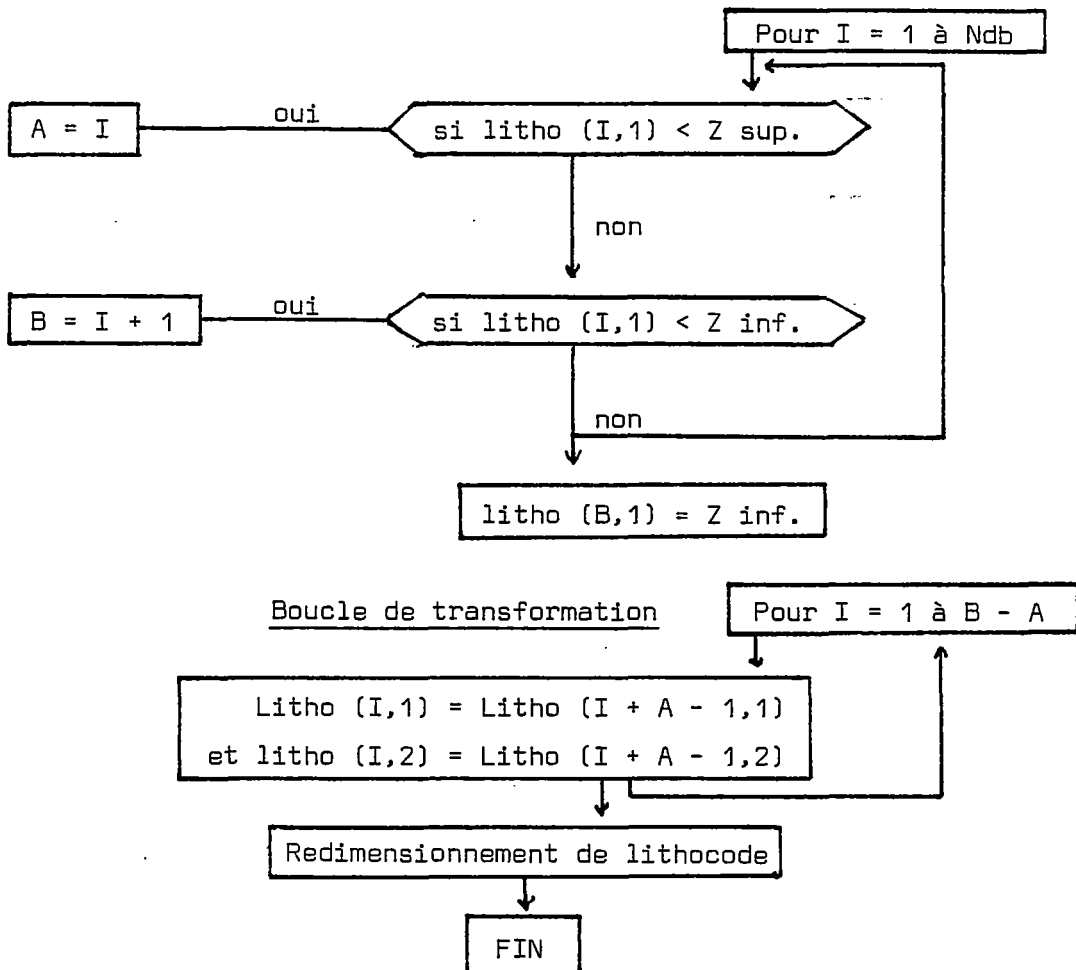 Pour I = 1 à Ndb
A = I
oui
si litho (I,1) < Z sup.
non
B = I + 1
oui
si litho (I,1) < Z inf.
non
litho (B,1) = Z inf.
Boucle de transformation
Pour I = 1 à B - A
Litho (I,1) = Litho (I + A - 1,1)
et litho (I,2) = Litho (I + A - 1,2)
Redimensionnement de lithocode
FIN